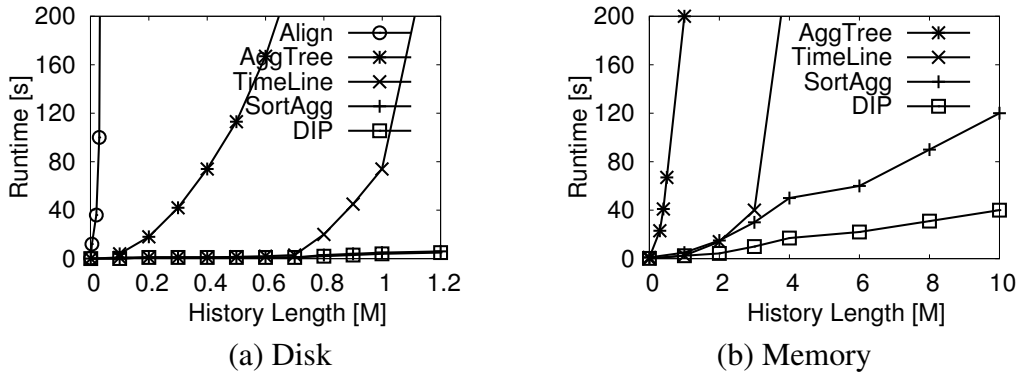 200
160
120
80
40
0
Runtime [s]
0 0.2 0.4 0.6 0.8 1 1.2
History Length [M]
Align
AggTree
TimeLine
SortAgg
DIP
(a) Disk
200
160
120
80
40
0
Runtime [s]
0 2 4 6 8 10
History Length [M]
AggTree
TimeLine
SortAgg
DIP
(b) Memory